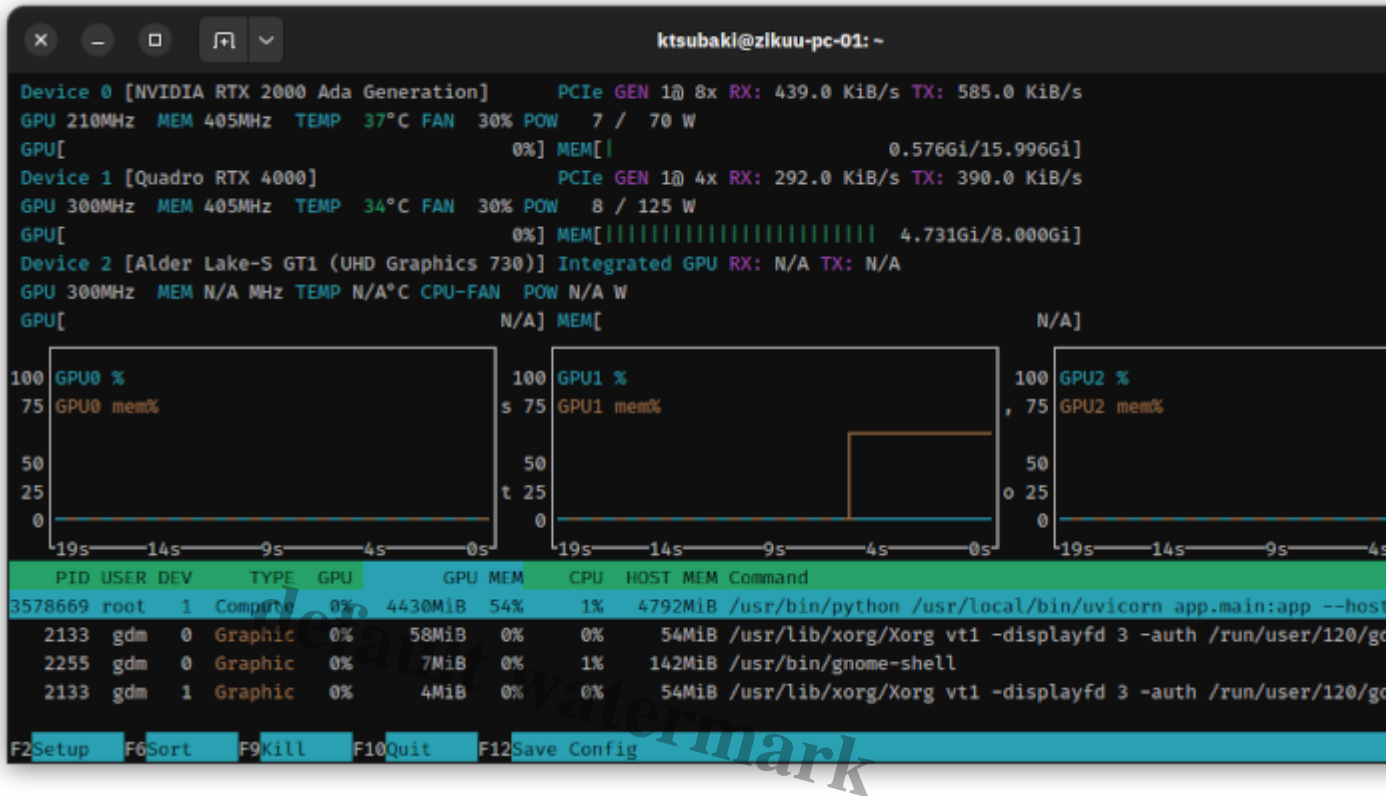 ktsubaki@zikuu-pc-01: ~
Device 0 [NVIDIA RTX 2000 Ada Generation] PCIe GEN 1@ 8x RX: 439.0 KiB/s TX: 585.0 KiB/s
GPU 210MHz MEM 405MHz TEMP 37°C FAN 30% POW 7 / 70 W
GPU[ 0%] MEM[| 0.576Gi/15.996Gi]
Device 1 [Quadro RTX 4000] PCIe GEN 1@ 4x RX: 292.0 KiB/s TX: 390.0 KiB/s
GPU 300MHz MEM 405MHz TEMP 34°C FAN 30% POW 8 / 125 W
GPU[ 0%] MEM[|||||||||||||||||||||||| 4.731Gi/8.000Gi]
Device 2 [Alder Lake-S GT1 (UHD Graphics 730)] Integrated GPU RX: N/A TX: N/A
GPU 300MHz MEM N/A MHz TEMP N/A°C CPU-FAN POW N/A W
GPU[ N/A] MEM[ N/A]
100 GPU0 % 100 GPU1 % 100 GPU2 %
75 GPU0 mem% s 75 GPU1 mem% , 75 GPU2 mem%
50 50 50
25 t 25 o 25
0 0 0
19s 14s 9s 4s 0s 19s 14s 9s 4s 0s 19s 14s 9s 4s
PID USER DEV TYPE GPU GPU MEM CPU HOST MEM Command
3578669 root 1 Compute 0% 4430MiB 54% 1% 4792MiB /usr/bin/python /usr/local/bin/uvicorn app.main:app --host
2133 gdm 0 Graphic 0% 58MiB 0% 0% 54MiB /usr/lib/xorg/Xorg vt1 -displayfd 3 -auth /run/user/120/gd
2255 gdm 0 Graphic 0% 7MiB 0% 1% 142MiB /usr/bin/gnome-shell
2133 gdm 1 Graphic 0% 4MiB 0% 0% 54MiB /usr/lib/xorg/Xorg vt1 -displayfd 3 -auth /run/user/120/gd
F2Setup F6Sort F9Kill F10Quit F12Save Config
default watermark